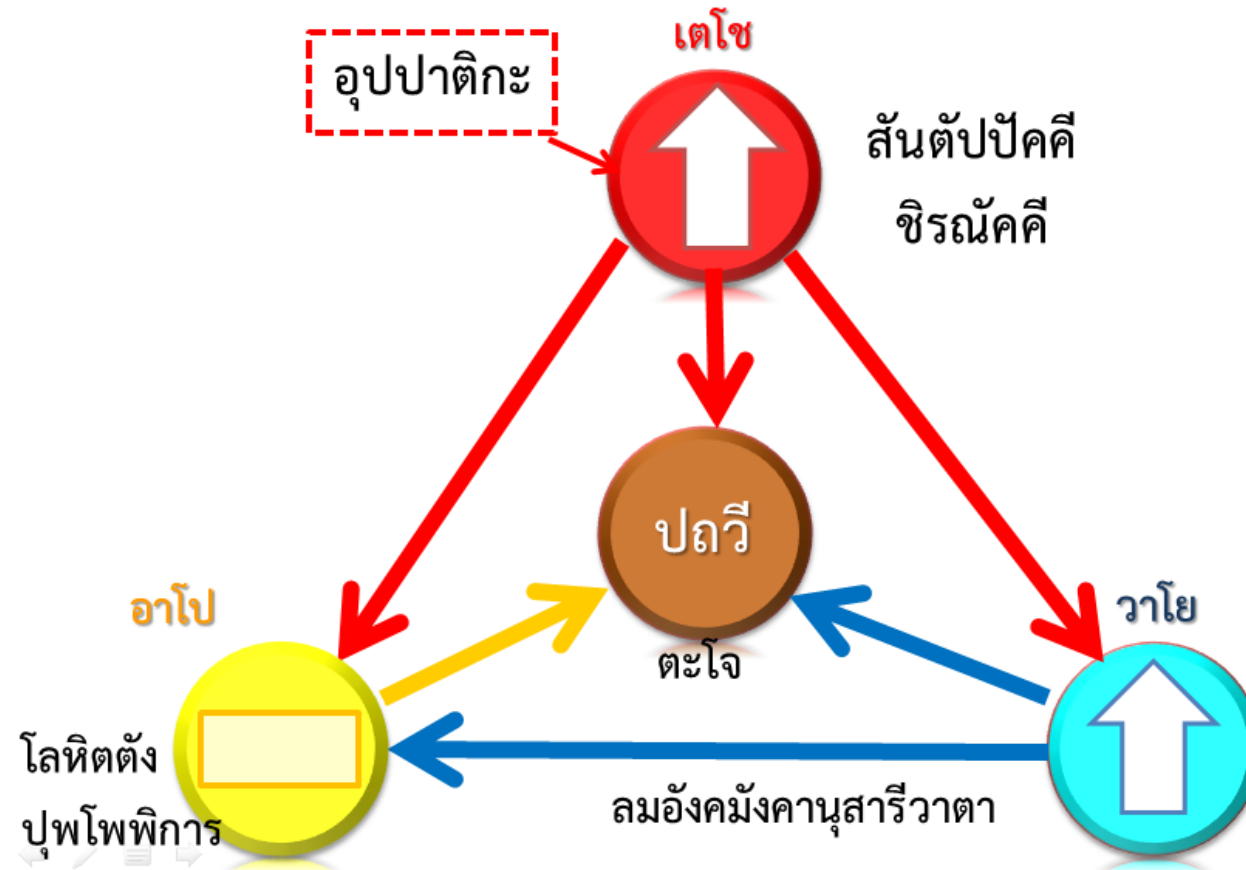 เตโช
อุปปาติกะ
สันตัปปัคคี
ชิรณัคคี
ปถวี
อาโป
วาโย
ตะโจ
โลหิตตัง
ปุพโพพิการ
ลมอังคมังคานุสารีวาตา